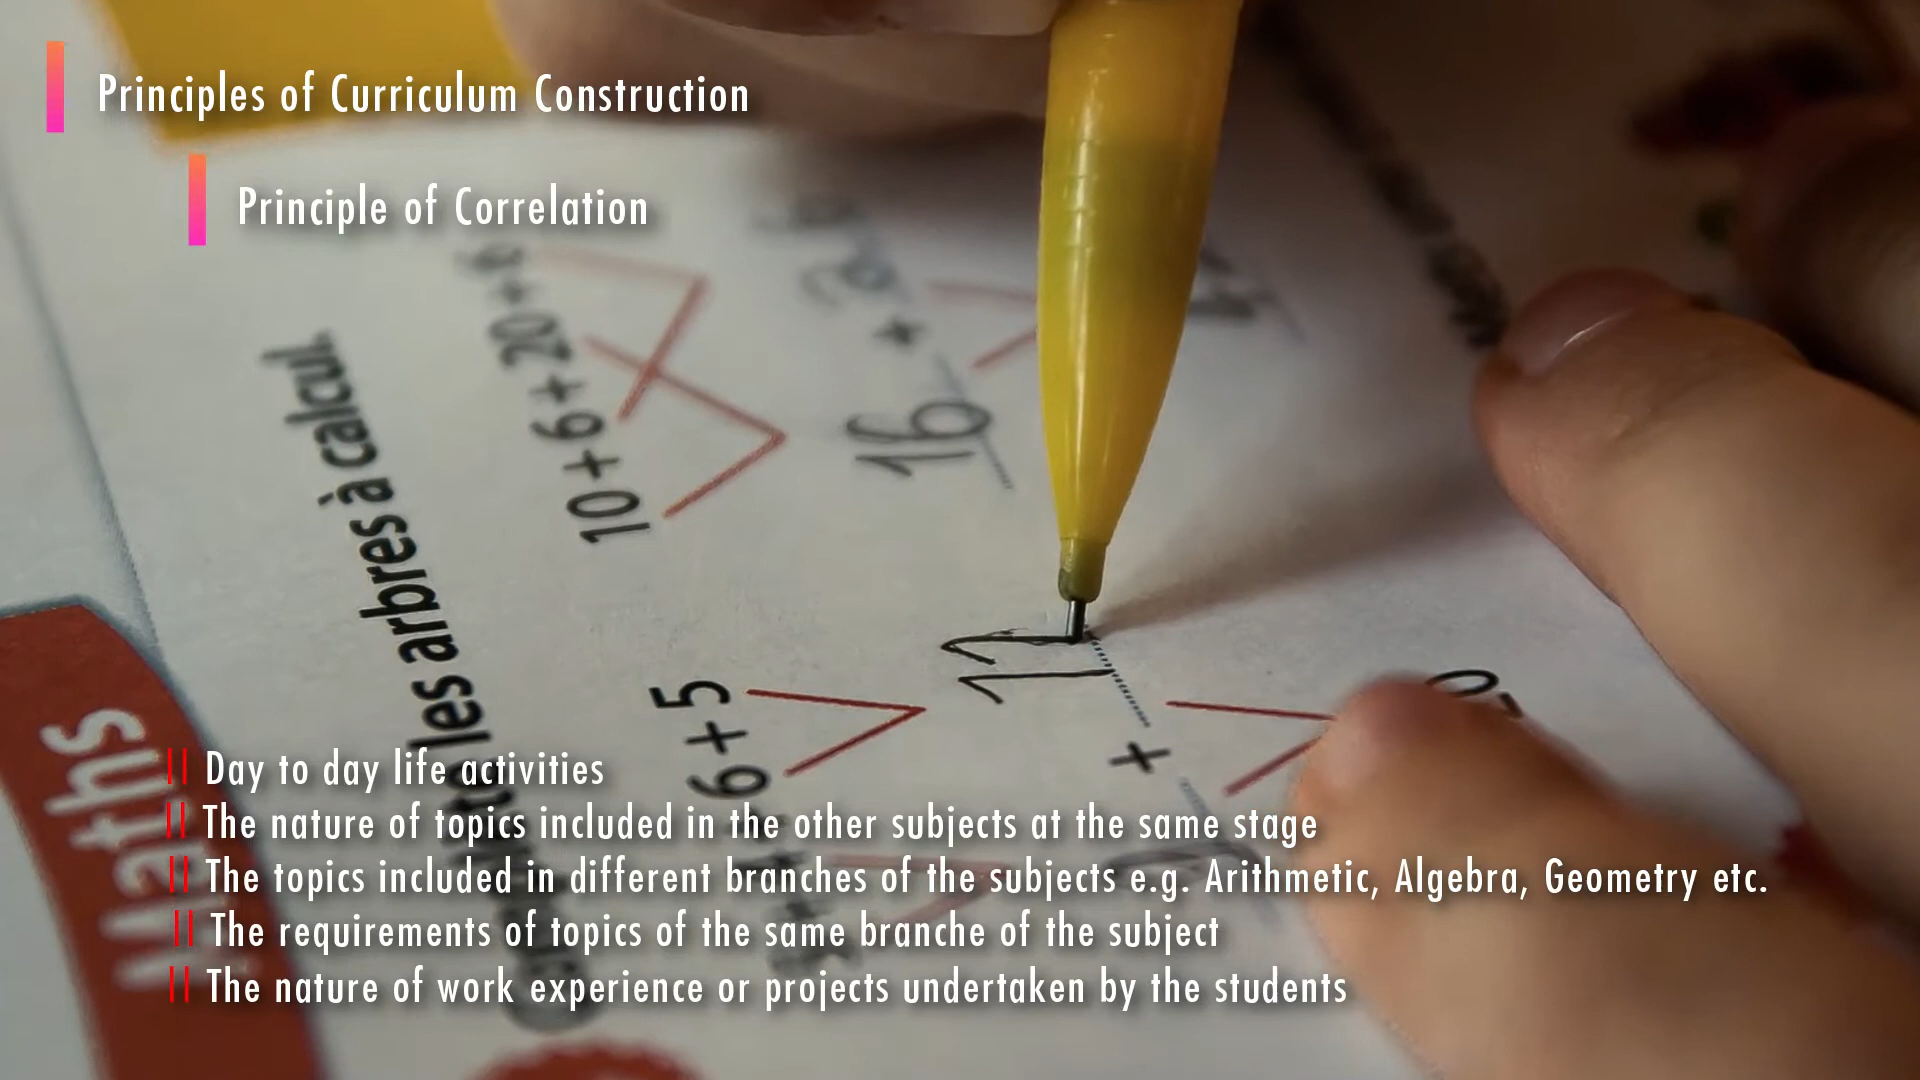 Principles of Curriculum Construction
Principle of Correlation
à calcul.
les arbres
10+6+20+8
16 +
6+5
11 +
Maths
Day to day life activities
The nature of topics included in the other subjects at the same stage
The topics included in different branches of the subjects e.g. Arithmetic, Algebra, Geometry etc.
The requirements of topics of the same branche of the subject
The nature of work experience or projects undertaken by the students